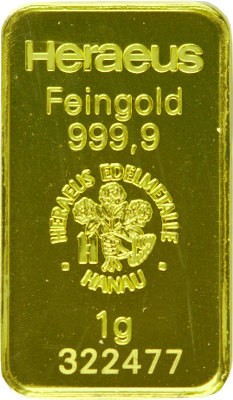 Heraeus
Feingold
999,9
HERAEUS EDELMETALLE
H
· HANAU ·
1g
322477